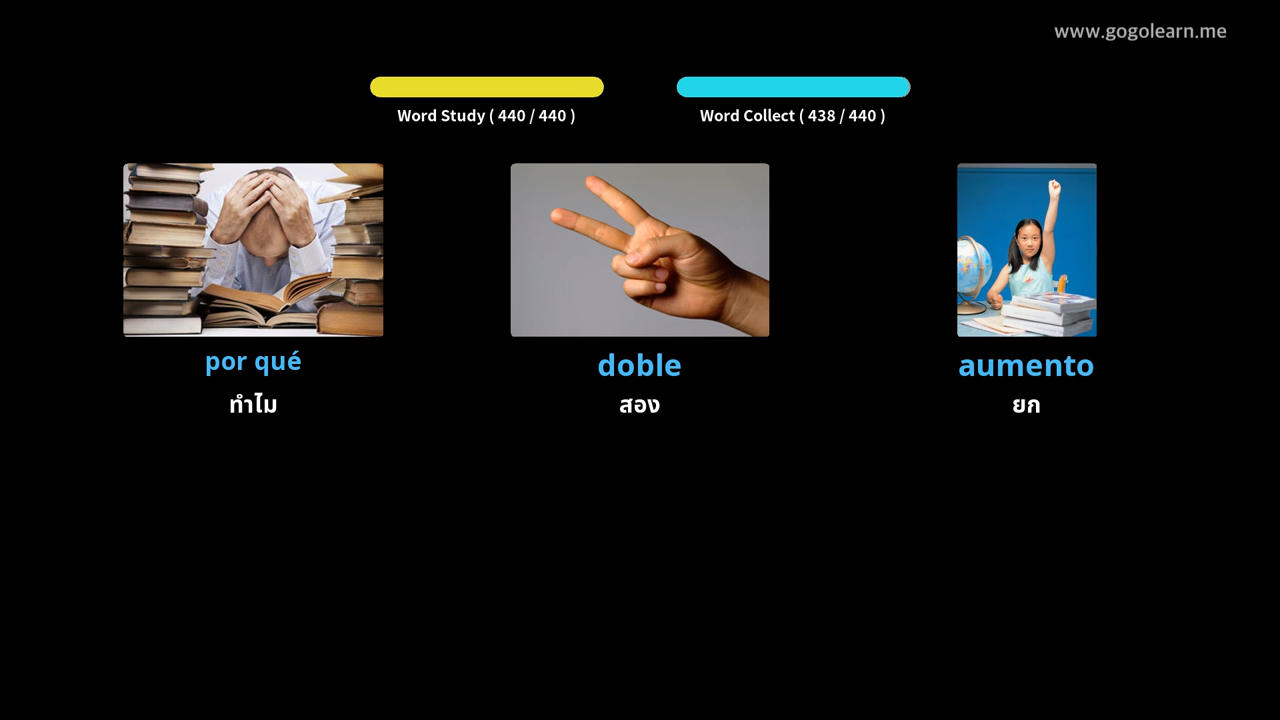 www.gogolearn.me
Word Study ( 440 / 440 )
Word Collect ( 438 / 440 )
por qué
doble
aumento
ทำไม
สอง
ยก